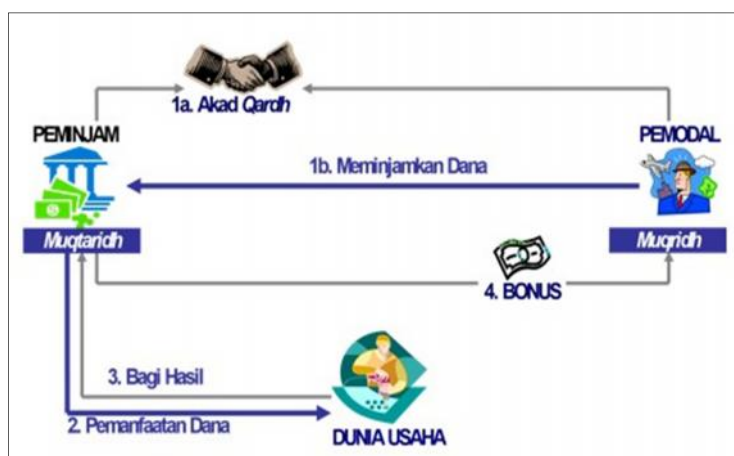 1a. Akad Qardh
PEMINJAM
PEMODAL
1b. Meminjamkan Dana
Muqtaridh
Muqridh
4. BONUS
3. Bagi Hasil
2. Pemanfaatan Dana
DUNIA USAHA